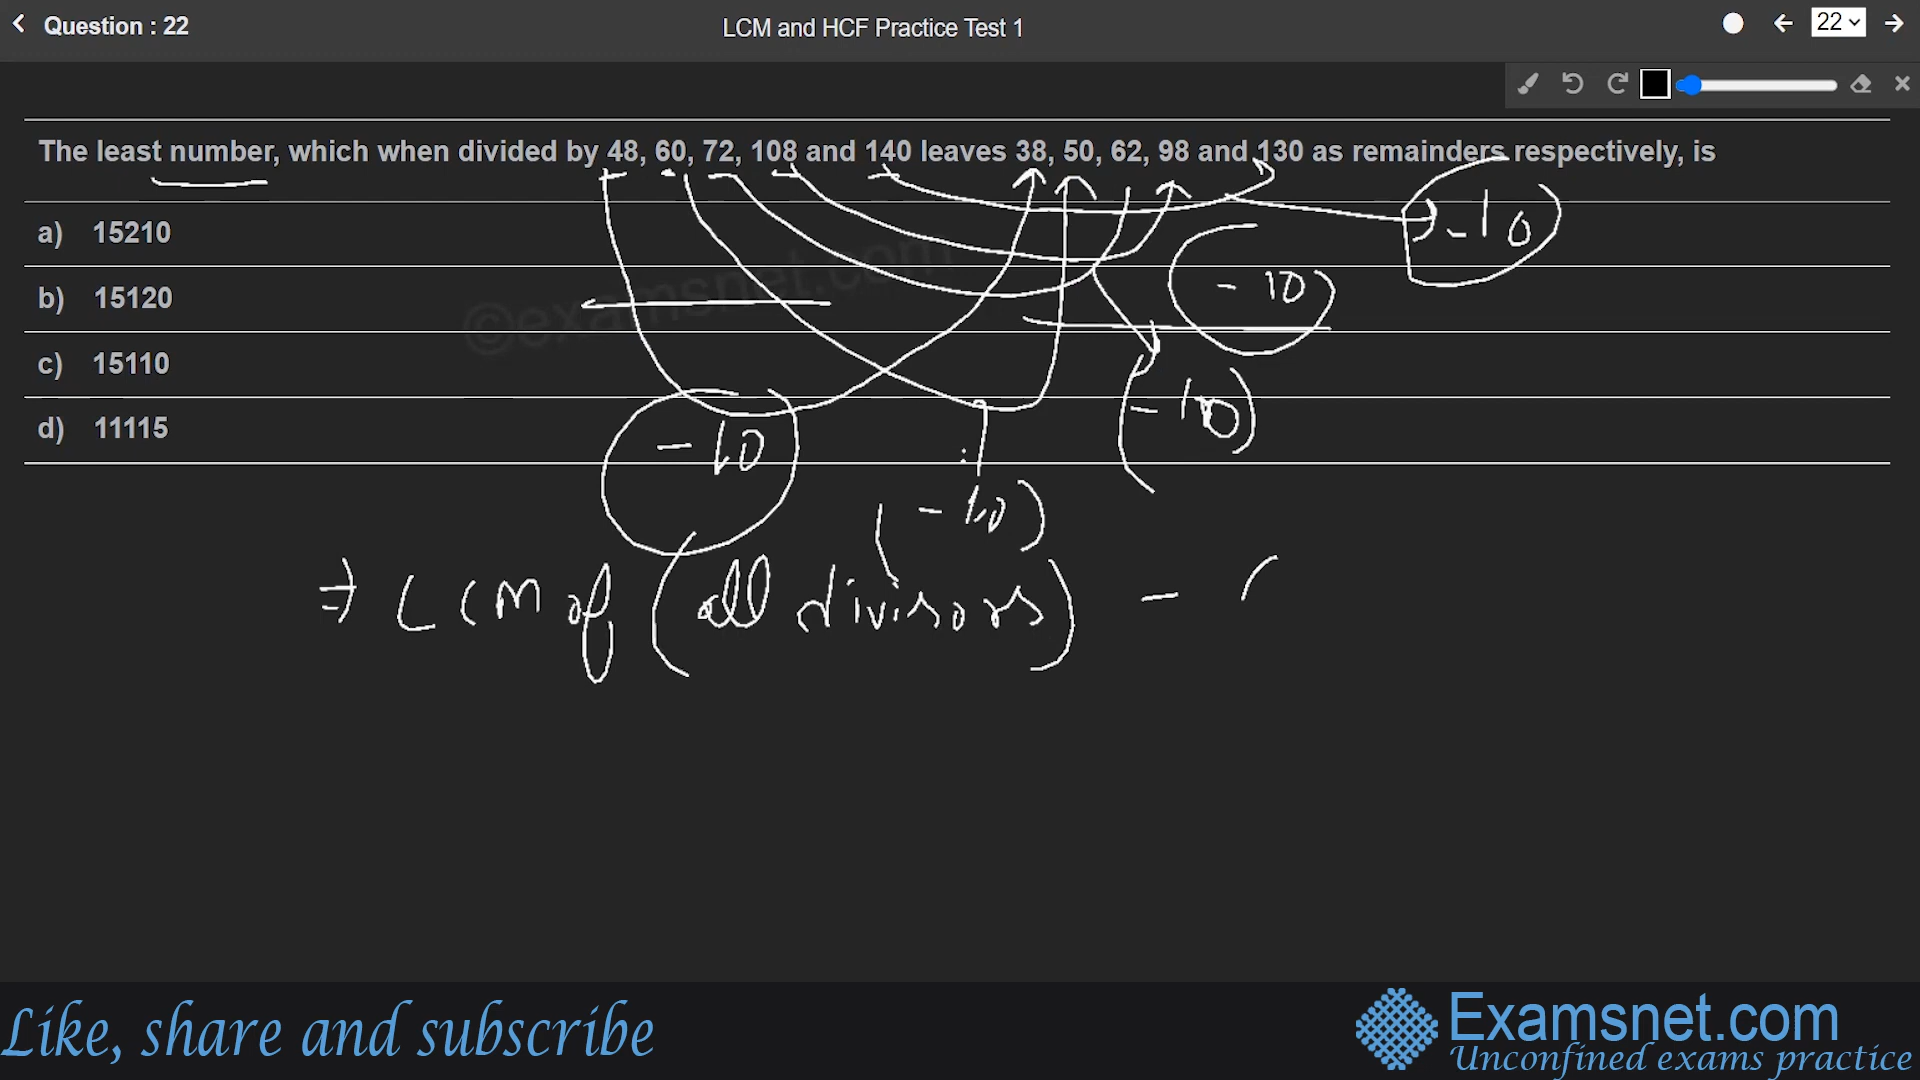 Question : 22
LCM and HCF Practice Test 1
22
The least number, which when divided by 48, 60, 72, 108 and 140 leaves 38, 50, 62, 98 and 130 as remainders respectively, is
a) 15210
b) 15120
c) 15110
d) 11115
©examsnet.com
-10
-10
-10
-10
(-10)
⇒ LCM of (all divisors) - (
Like, share and subscribe
Examsnet.com
Unconfined exams practice